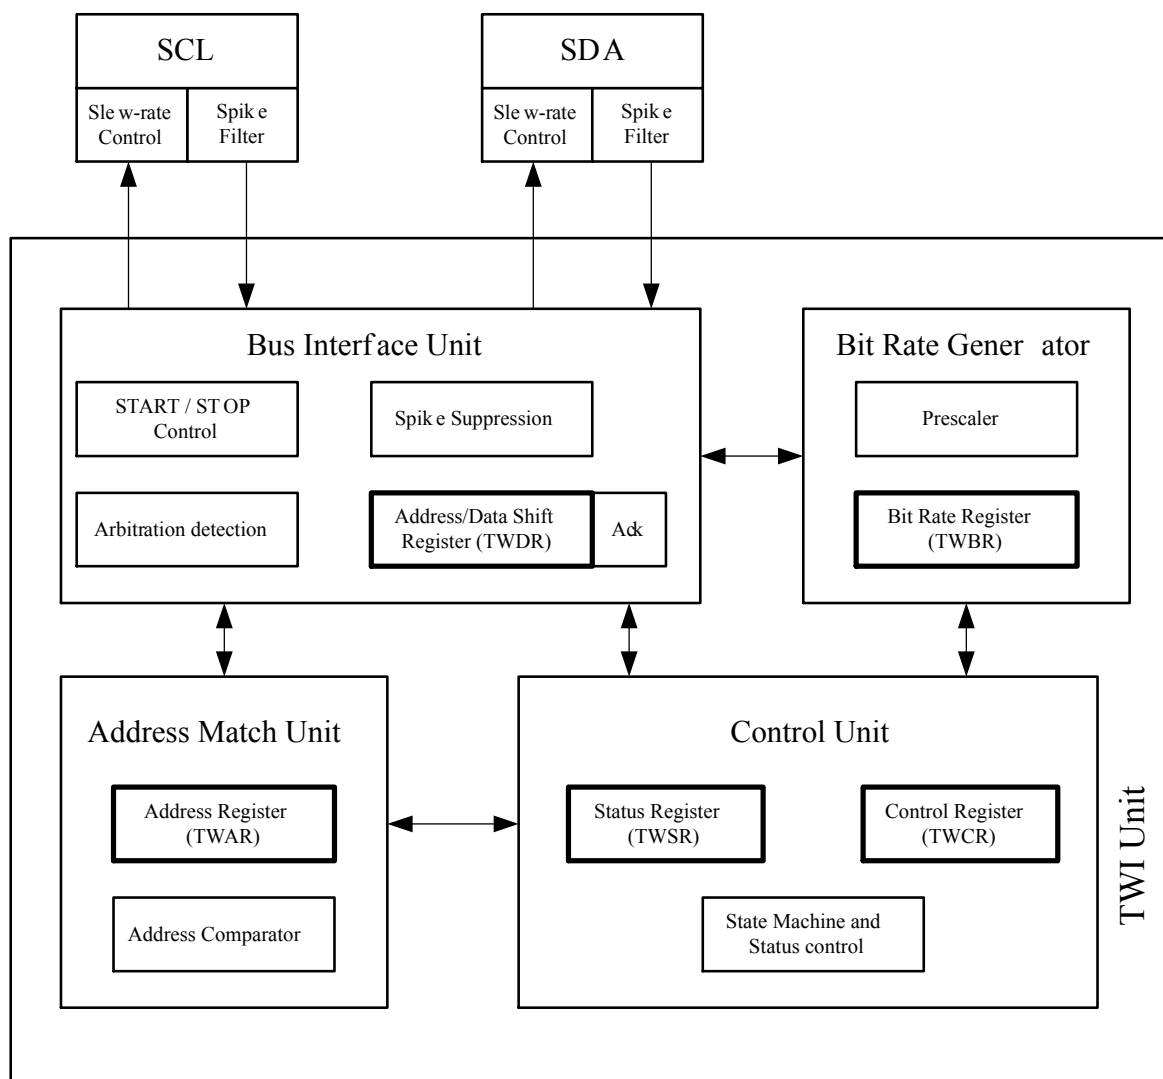 SCL
Slew-rate
Control
Spike
Filter
SDA
Slew-rate
Control
Spike
Filter
Bus Interface Unit
START / STOP
Control
Spike Suppression
Arbitration detection
Address/Data Shift
Register (TWDR)
Ack
Bit Rate Generator
Prescaler
Bit Rate Register
(TWBR)
Address Match Unit
Address Register
(TWAR)
Address Comparator
Control Unit
Status Register
(TWSR)
Control Register
(TWCR)
State Machine and
Status control
TWI Unit